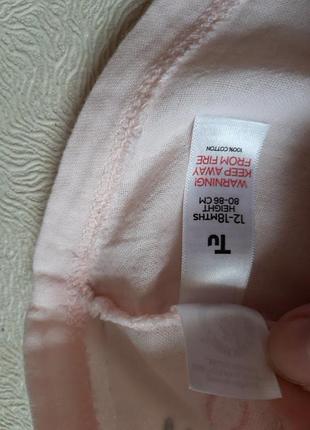 Tu
12-18MTHS
HEIGHT
80-86 CM
WARNING!
KEEP AWAY
FROM FIRE
100% COTTON